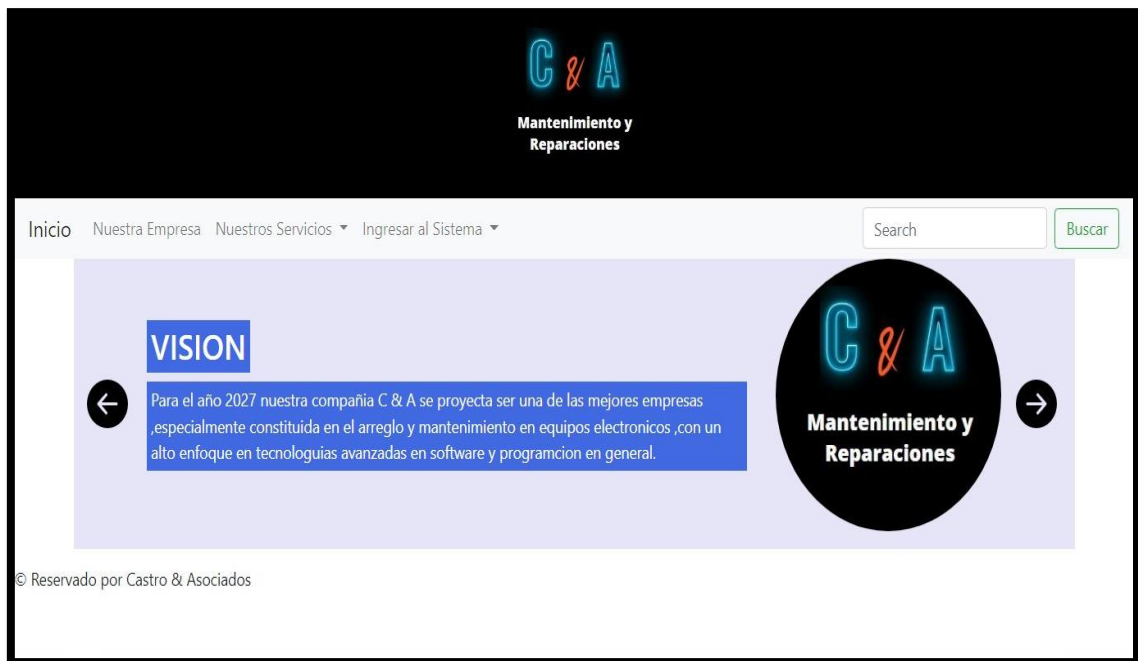 C & A
Mantenimiento y
Reparaciones
Inicio Nuestra Empresa Nuestros Servicios Ingresar al Sistema Search Buscar
VISION
Para el año 2027 nuestra compañia C & A se proyecta ser una de las mejores empresas
,especialmente constituida en el arreglo y mantenimiento en equipos electronicos ,con un
alto enfoque en tecnologuias avanzadas en software y programcion en general.
C & A
Mantenimiento y
Reparaciones
© Reservado por Castro & Asociados